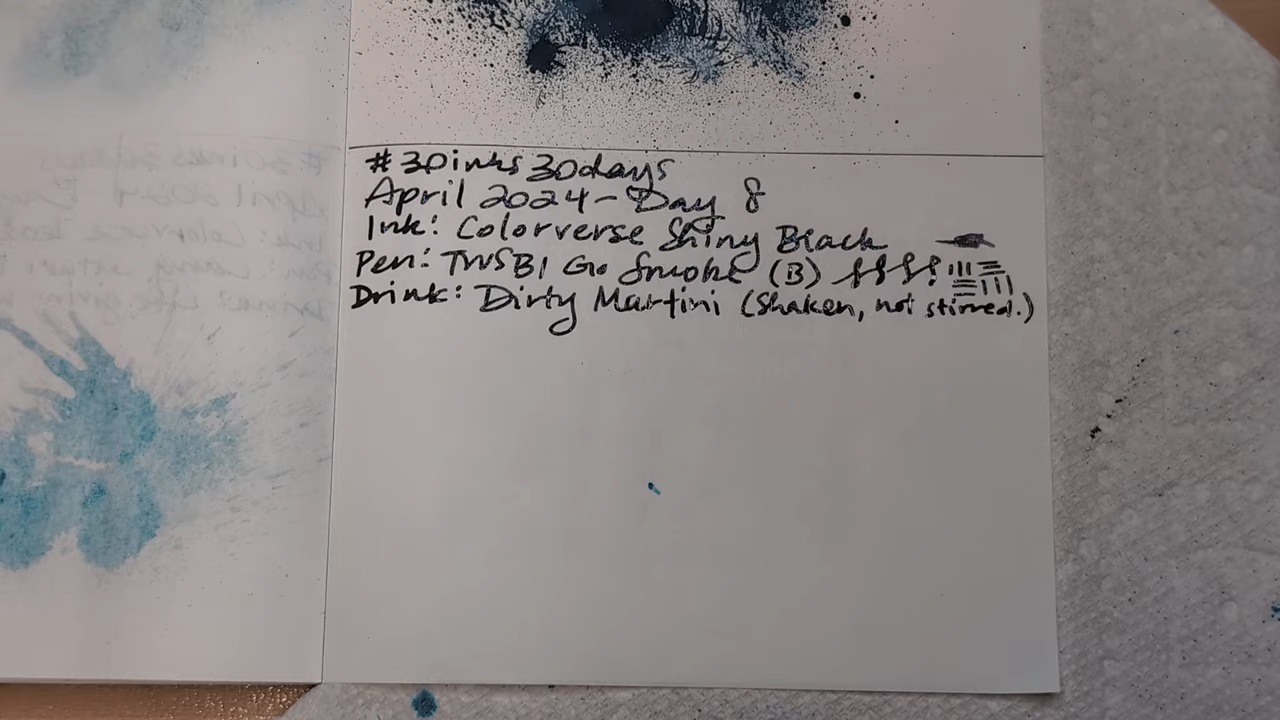 #30inks30days
April 2024 - Day 8
Ink: Colorverse Shiny Black
Pen: TWSBI Go Smoke (B)
Drink: Dirty Martini (Shaken, not stirred.)